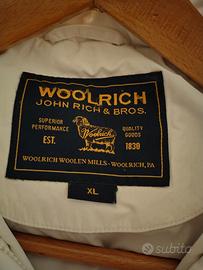 WOOLRICH
JOHN RICH & BROS.
SUPERIOR
PERFORMANCE
QUALITY
GOODS
Woolrich
EST.
1830
WOOLRICH WOOLEN MILLS - WOOLRICH, PA
XL
subito